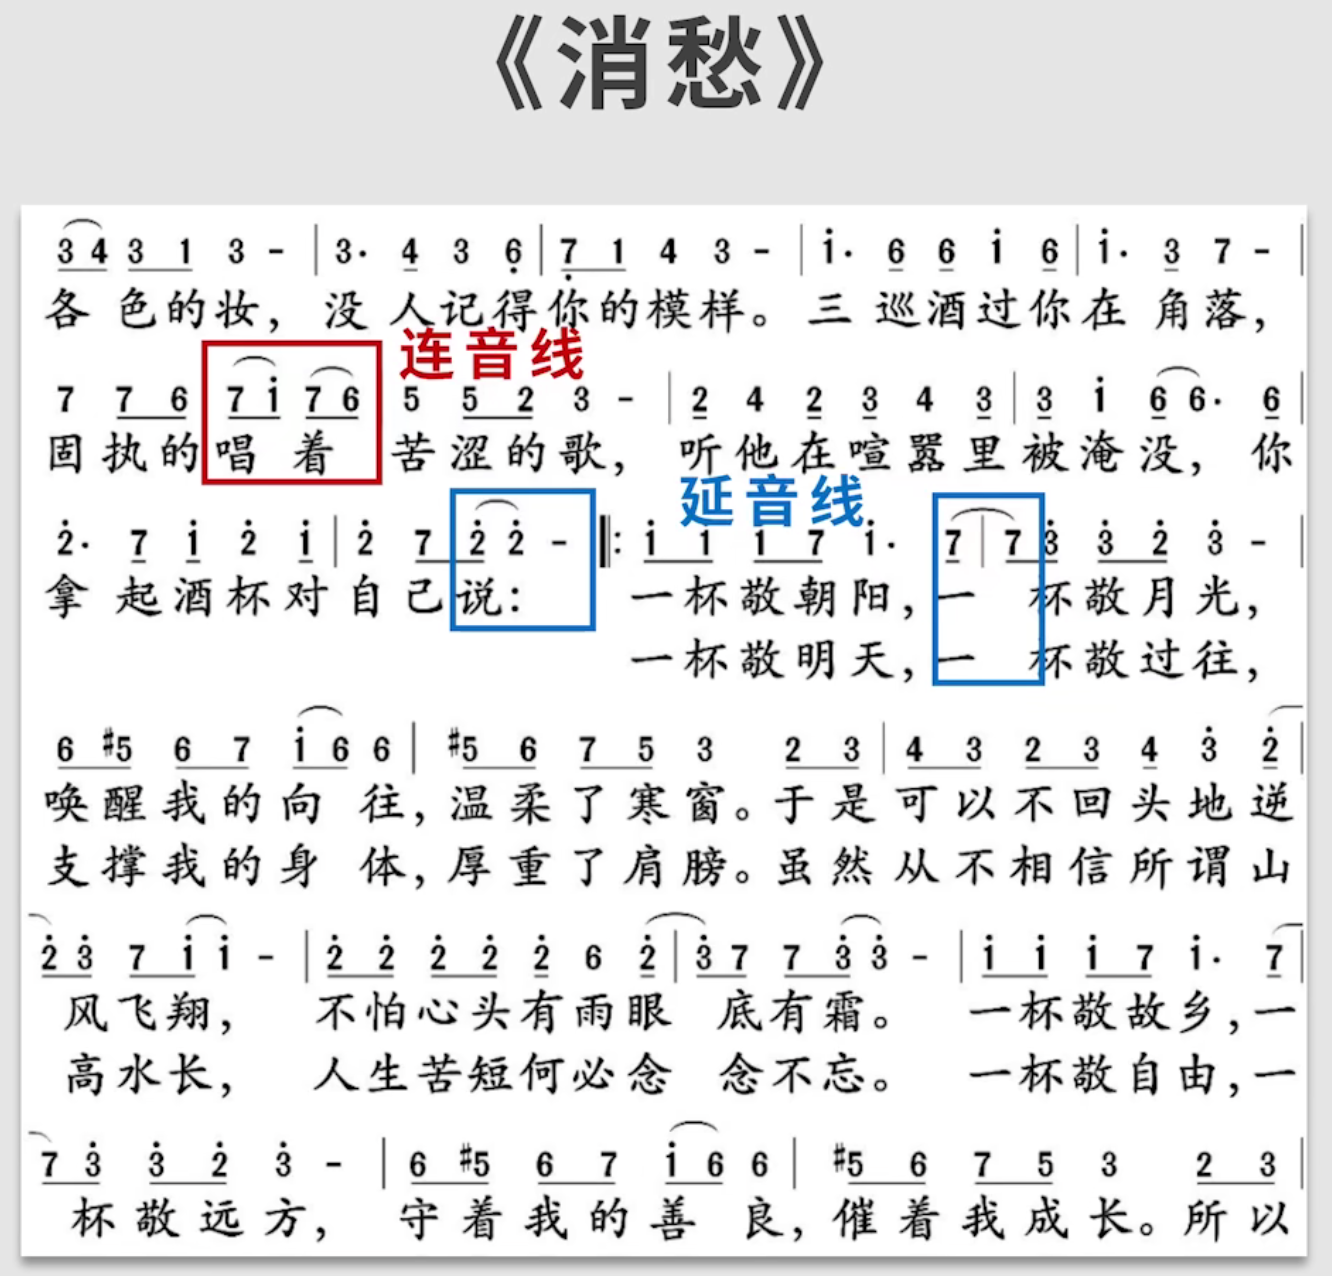 《消愁》
3 4 3 1 3 - | 3· 4 3 6 | 7 1 4 3 - | i· 6 6 i 6 | i· 3 7 - |
各色的妆，没人记得你的模样。三巡酒过你在角落，
连音线
7 7 6 7 i 7 6 5 5 2 3 - | 2 4 2 3 4 3 | 3 i 6 6· 6 |
固执的唱着苦涩的歌，听他在喧嚣里被淹没，你
延音线
2· 7 i 2 i | 2 7 2 2 - ‖: i i i 7 i· 7 | 7 3 3 2 3 - |
拿起酒杯对自己说：一杯敬朝阳，一杯敬月光，
一杯敬明天，一杯敬过往，
6 #5 6 7 i 6 6 | #5 6 7 5 3 2 3 | 4 3 2 3 4 3 2 |
唤醒我的向往，温柔了寒窗。于是可以不回头地逆
支撑我的身体，厚重了肩膀。虽然从不相信所谓山
2 3 7 i i - | 2 2 2 2 2 6 2 | 3 7 7 3 3 - | i i i 7 i· 7 |
风飞翔，不怕心头有雨眼底有霜。一杯敬故乡，一
高水长，人生苦短何必念念不忘。一杯敬自由，一
7 3 3 2 3 - | 6 #5 6 7 i 6 6 | #5 6 7 5 3 2 3 |
杯敬远方，守着我的善良，催着我成长。所以